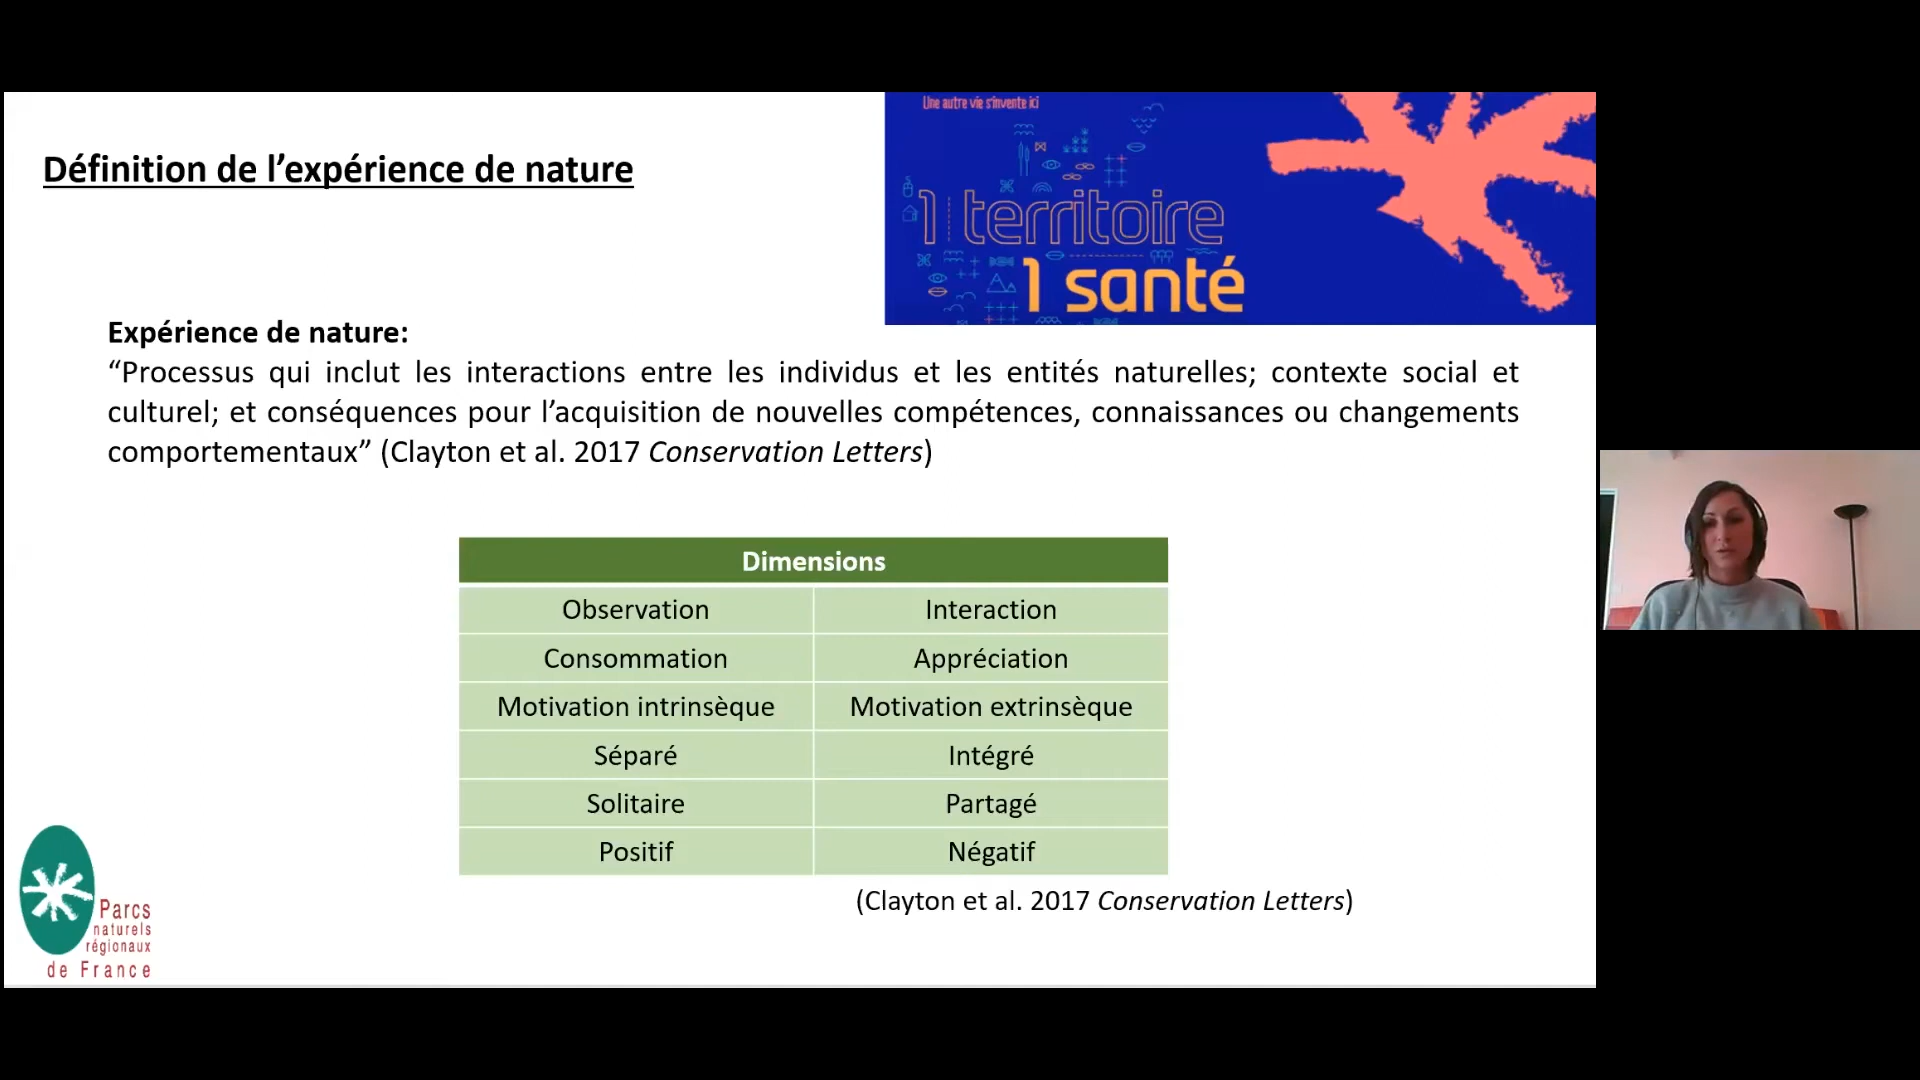 Une autre vie s'invente ici
Définition de l'expérience de nature
1 territoire
1 santé
Expérience de nature:
“Processus qui inclut les interactions entre les individus et les entités naturelles; contexte social et
culturel; et conséquences pour l'acquisition de nouvelles compétences, connaissances ou changements
comportementaux” (Clayton et al. 2017 Conservation Letters)
Dimensions
Observation Interaction
Consommation Appréciation
Motivation intrinsèque Motivation extrinsèque
Séparé Intégré
Solitaire Partagé
Positif Négatif
(Clayton et al. 2017 Conservation Letters)
Parcs
naturels
régionaux
de France